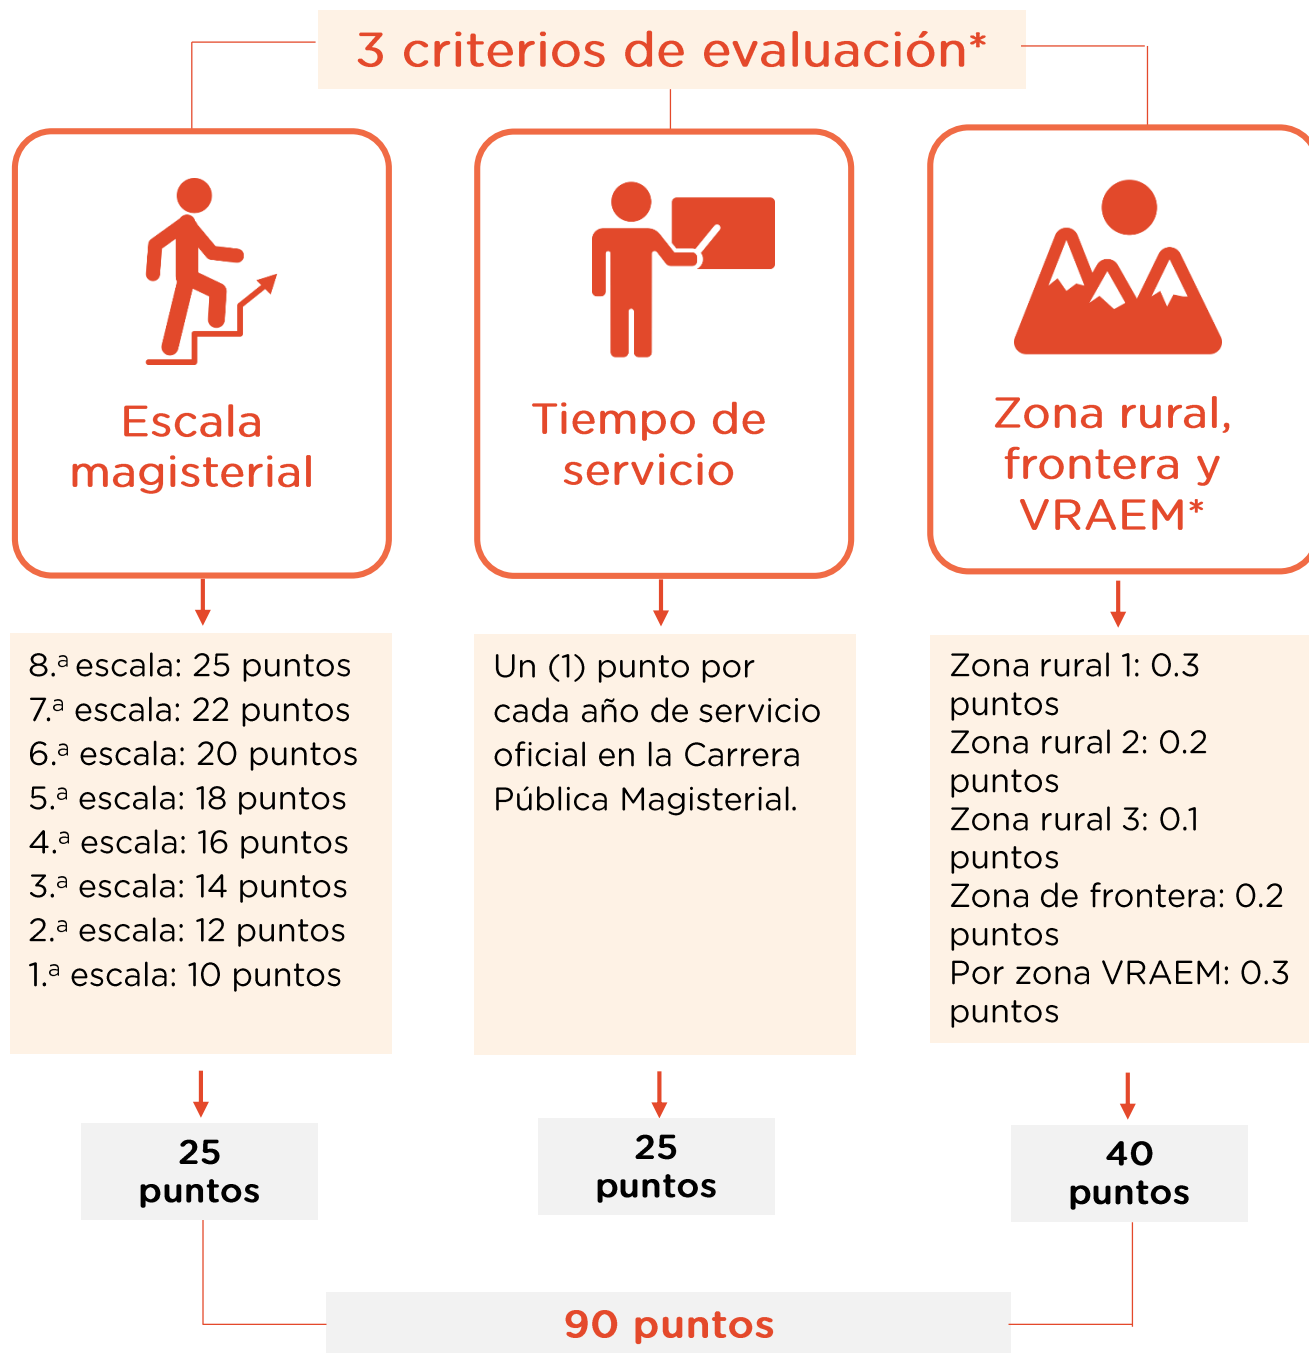 3 criterios de evaluación*
Escala
magisterial
Tiempo de
servicio
Zona rural,
frontera y
VRAEM*
8.ª escala: 25 puntos
7.ª escala: 22 puntos
6.ª escala: 20 puntos
5.ª escala: 18 puntos
4.ª escala: 16 puntos
3.ª escala: 14 puntos
2.ª escala: 12 puntos
1.ª escala: 10 puntos
Un (1) punto por
cada año de servicio
oficial en la Carrera
Pública Magisterial.
Zona rural 1: 0.3
puntos
Zona rural 2: 0.2
puntos
Zona rural 3: 0.1
puntos
Zona de frontera: 0.2
puntos
Por zona VRAEM: 0.3
puntos
25
puntos
25
puntos
40
puntos
90 puntos